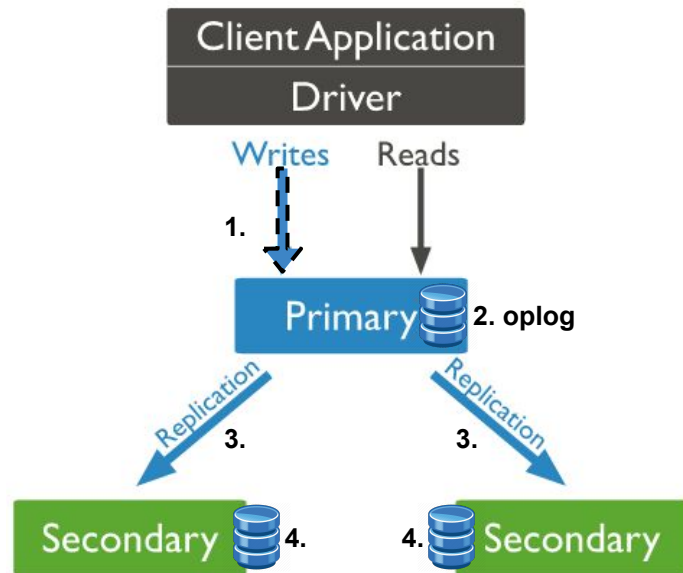 Client Application
Driver
Writes
Reads
1.
Primary
2. oplog
Replication
Replication
3.
3.
Secondary
4.
4.
Secondary